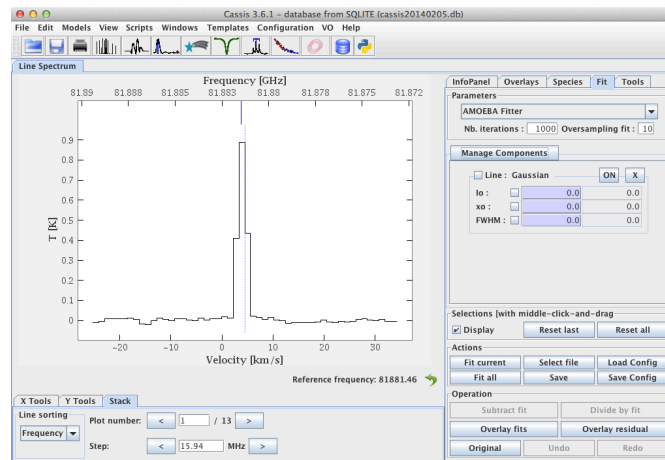 Cassis 3.6.1 - database from SQLITE (cassis20140205.db)
File Edit Models View Scripts Windows Templates Configuration VO Help
Line Spectrum
InfoPanel Overlays Species Fit Tools
Frequency [GHz]
81.89 81.888 81.885 81.883 81.88 81.878 81.875 81.872
Parameters
AMOEBA Fitter
Nb. iterations : 1000 Oversampling fit : 10
Manage Components
Line : Gaussian ON X
Io : 0.0 0.0
xo : 0.0 0.0
FWHM : 0.0 0.0
T [K]
0.9
0.8
0.7
0.6
0.5
0.4
0.3
0.2
0.1
0
-20 -10 0 10 20 30
Velocity [km/s]
Reference frequency: 81881.46
Selections [with middle-click-and-drag
Display Reset last Reset all
Actions
Fit current Select file Load Config
Fit all Save Save Config
Operation
Subtract fit Divide by fit
Overlay fits Overlay residual
Original Undo Redo
X Tools Y Tools Stack
Line sorting
Frequency
Plot number: < 1 / 13 >
Step: < 15.94 MHz >